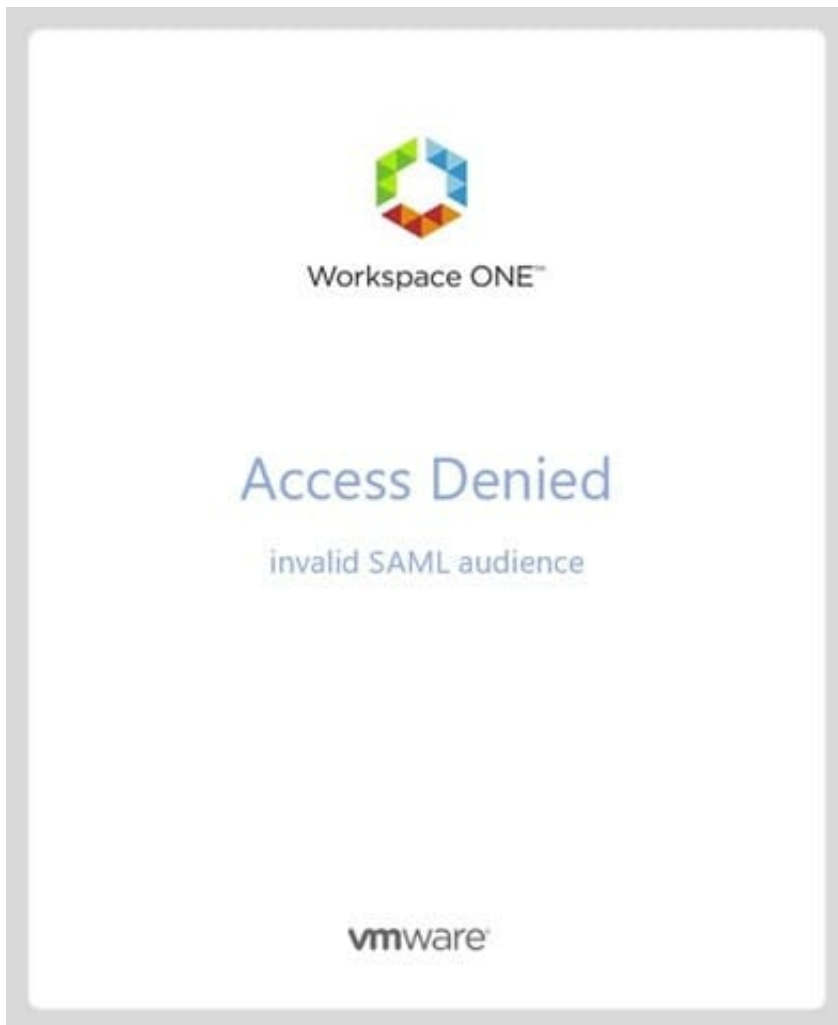 Workspace ONE™
Access Denied
invalid SAML audience
vmware®